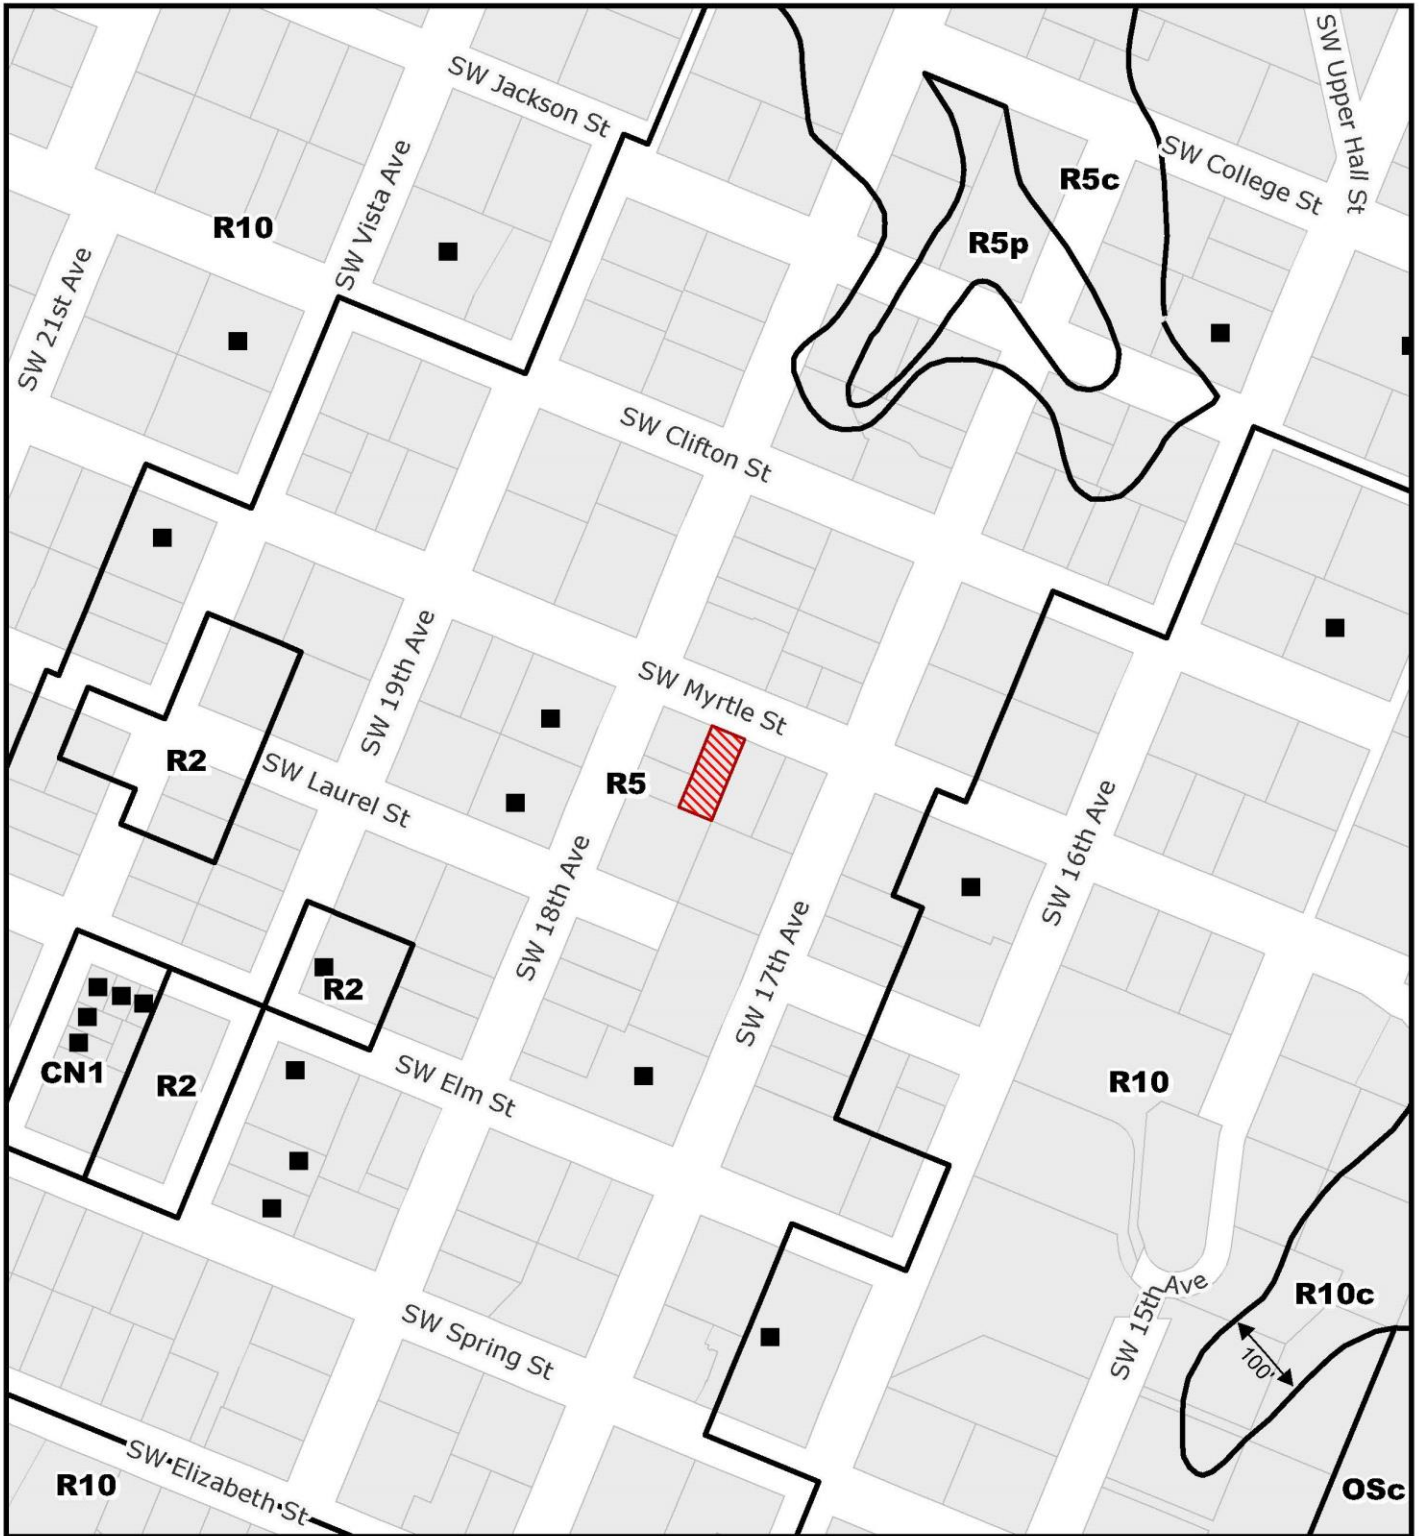 SW Upper Hall St
SW Jackson St
SW College St
R5c
SW Vista Ave
R10
R5p
SW 21st Ave
SW Clifton St
SW Myrtle St
SW 19th Ave
R2
SW Laurel St
R5
SW 16th Ave
SW 18th Ave
SW 17th Ave
R2
CN1
R2
SW Elm St
R10
SW 15th Ave
R10c
SW Spring St
100'
SW Elizabeth St
R10
OSc